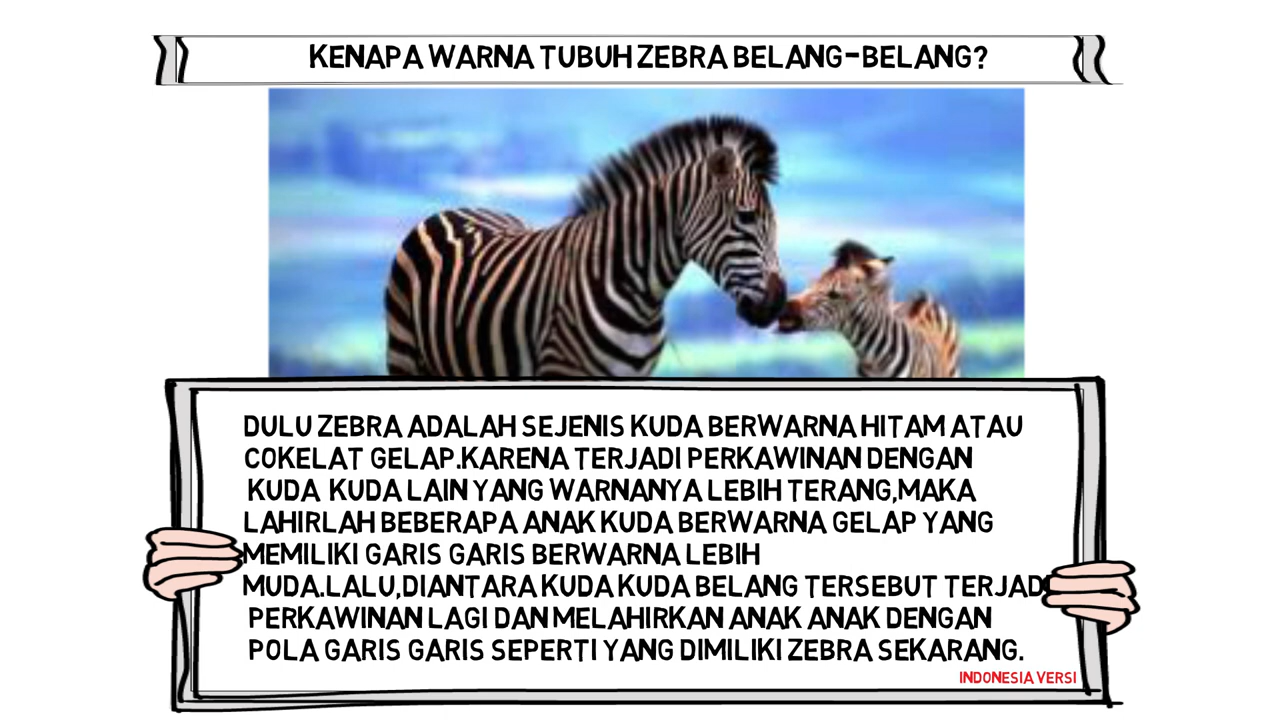 KENAPA WARNA TUBUH ZEBRA BELANG-BELANG?
DULU ZEBRA ADALAH SEJENIS KUDA BERWARNA HITAM ATAU
COKELAT GELAP.KARENA TERJADI PERKAWINAN DENGAN
KUDA KUDA LAIN YANG WARNANYA LEBIH TERANG,MAKA
LAHIRLAH BEBERAPA ANAK KUDA BERWARNA GELAP YANG
MEMILIKI GARIS GARIS BERWARNA LEBIH
MUDA.LALU,DIANTARA KUDA KUDA BELANG TERSEBUT TERJAD
PERKAWINAN LAGI DAN MELAHIRKAN ANAK ANAK DENGAN
POLA GARIS GARIS SEPERTI YANG DIMILIKI ZEBRA SEKARANG.
INDONESIA VERSI